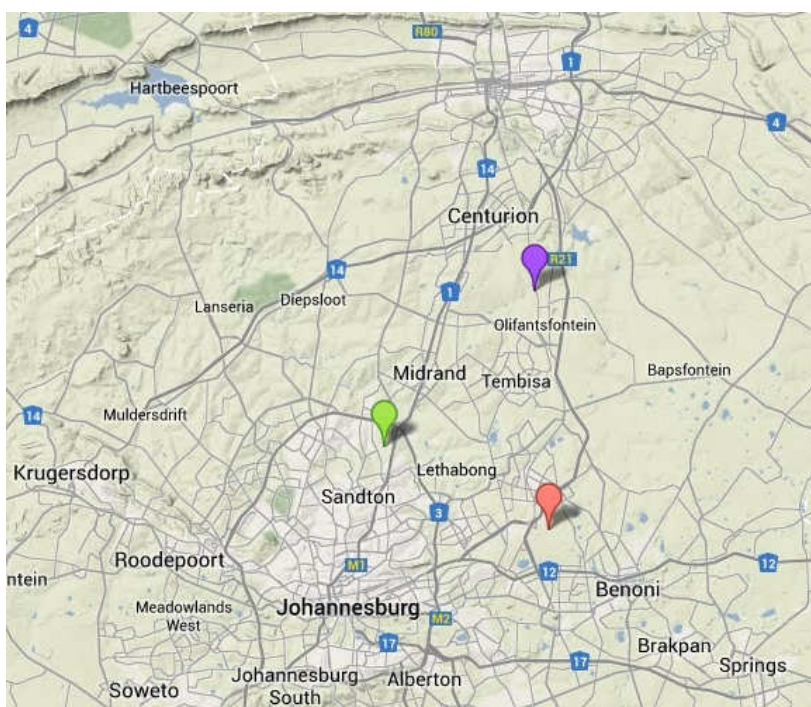 4
R80
1
Hartbeespoort
4
14
Centurion
R21
14
1
Lanseria
Diepsloot
Olifantsfontein
Midrand
Tembisa
Bapsfontein
14
Muldersdrift
Krugersdorp
Lethabong
Sandton
3
Roodepoort
M1
12
12
ntein
Benoni
Meadowlands
West
Johannesburg
M2
17
17
Brakpan
Springs
Johannesburg
South
Alberton
Soweto